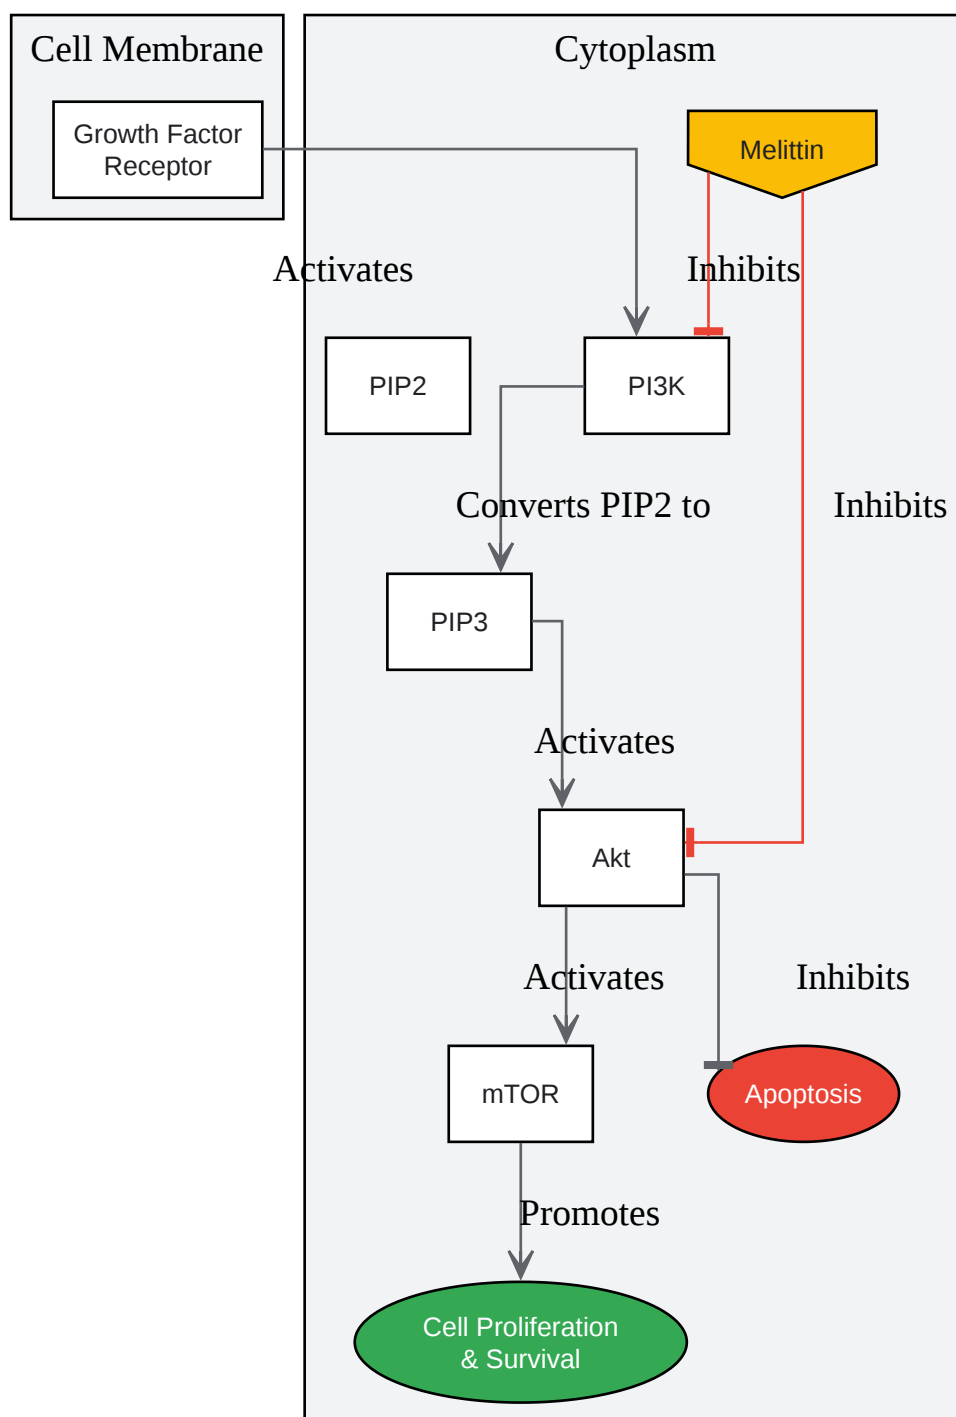 Cell Membrane
Cytoplasm
Growth Factor
Receptor
Melittin
Activates
Inhibits
PIP2
PI3K
Converts PIP2 to
Inhibits
PIP3
Activates
Akt
Activates
Inhibits
mTOR
Apoptosis
Promotes
Cell Proliferation
& Survival